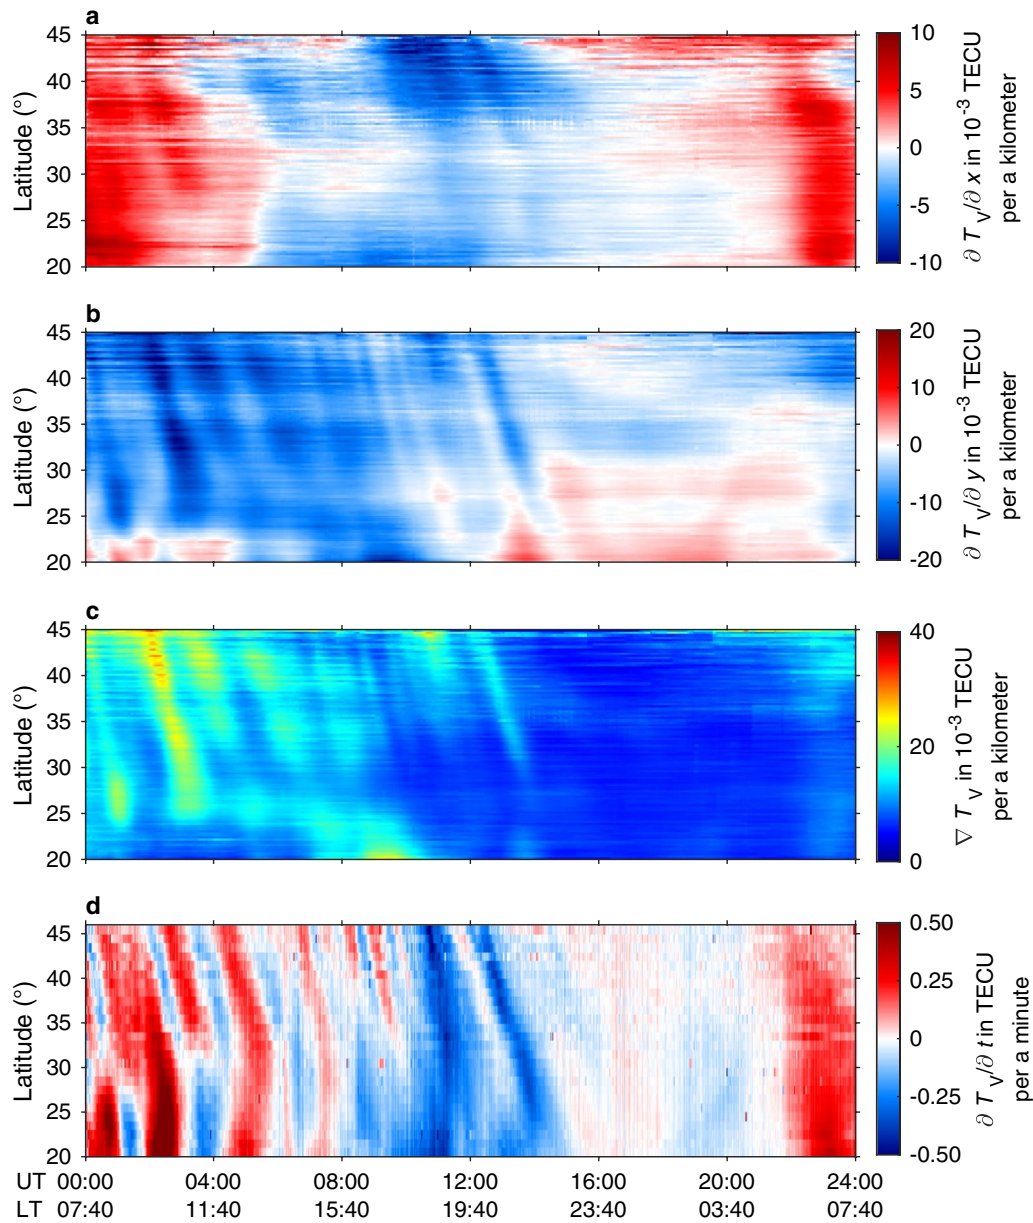 a
45
40
35
30
25
20
Latitude (°)
10
5
0
-5
-10
∂ T_V/∂ x in 10^-3 TECU
per a kilometer
b
45
40
35
30
25
20
Latitude (°)
20
10
0
-10
-20
∂ T_V/∂ y in 10^-3 TECU
per a kilometer
c
45
40
35
30
25
20
Latitude (°)
40
20
0
∇ T_V in 10^-3 TECU
per a kilometer
d
45
40
35
30
25
20
Latitude (°)
0.50
0.25
0
-0.25
-0.50
∂ T_V/∂ t in TECU
per a minute
UT 00:00 04:00 08:00 12:00 16:00 20:00 24:00
LT 07:40 11:40 15:40 19:40 23:40 03:40 07:40